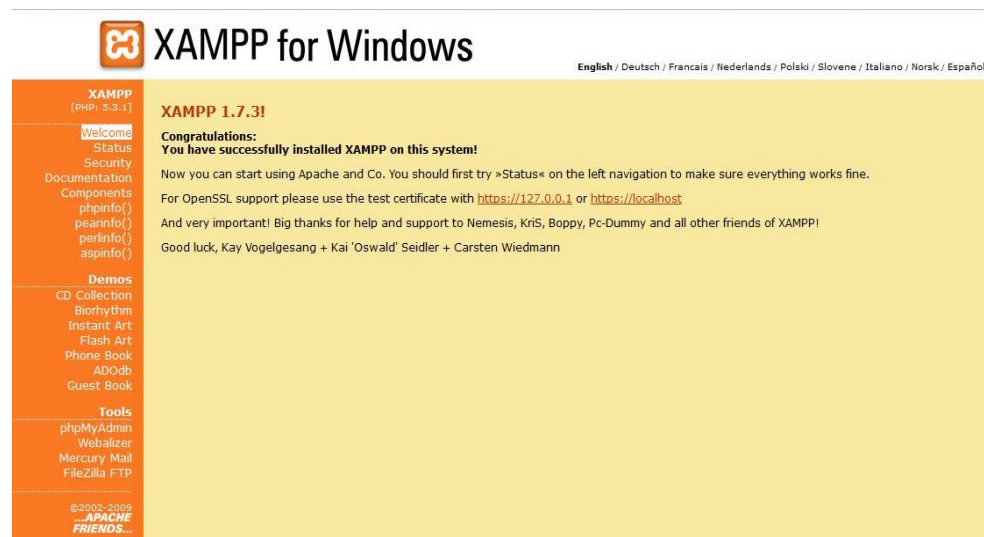 XAMPP for Windows
English / Deutsch / Francais / Nederlands / Polski / Slovene / Italiano / Norsk / Español
XAMPP
[PHP: 5.3.1]
Welcome
Status
Security
Documentation
Components
phpinfo()
pearinfo()
perlinfo()
aspinfo()
Demos
CD Collection
Biorhythm
Instant Art
Flash Art
Phone Book
ADOdb
Guest Book
Tools
phpMyAdmin
Webalizer
Mercury Mail
FileZilla FTP
©2002-2009
...APACHE
FRIENDS...
XAMPP 1.7.3!
Congratulations:
You have successfully installed XAMPP on this system!
Now you can start using Apache and Co. You should first try »Status« on the left navigation to make sure everything works fine.
For OpenSSL support please use the test certificate with https://127.0.0.1 or https://localhost
And very important! Big thanks for help and support to Nemesis, KriS, Boppy, Pc-Dummy and all other friends of XAMPP!
Good luck, Kay Vogelgesang + Kai 'Oswald' Seidler + Carsten Wiedmann